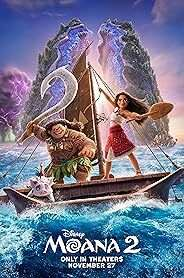 Disney
MOANA 2
ONLY IN THEATERS
NOVEMBER 27